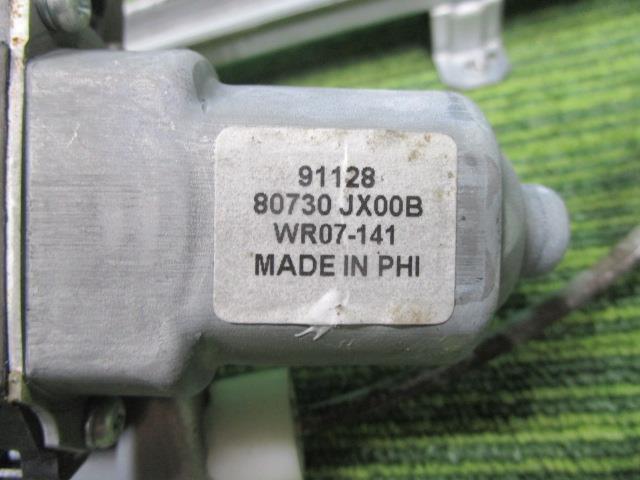 91128
80730 JX00B
WR07-141
MADE IN PHI